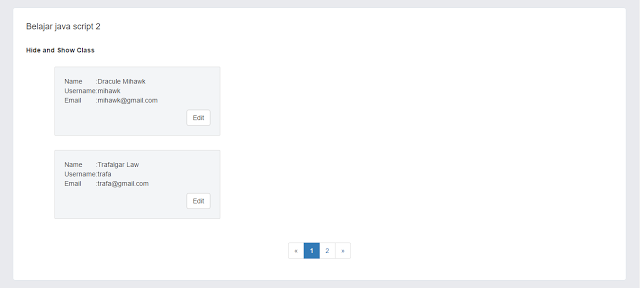 Belajar java script 2
Hide and Show Class
Name :Dracule Mihawk
Username:mihawk
Email :mihawk@gmail.com
Edit
Name :Trafalgar Law
Username:trafa
Email :trafa@gmail.com
Edit
« 1 2 »